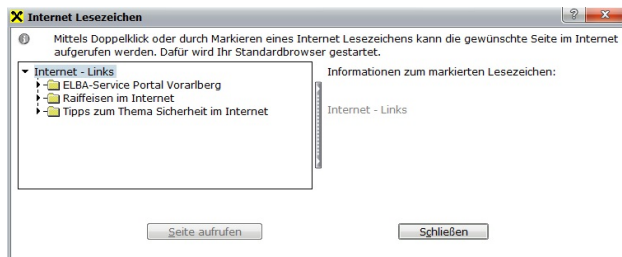 Internet Lesezeichen
Mittels Doppelklick oder durch Markieren eines Internet Lesezeichens kann die gewünschte Seite im Internet
aufgerufen werden. Dafür wird Ihr Standardbrowser gestartet.
Internet - Links
ELBA-Service Portal Vorarlberg
Raiffeisen im Internet
Tipps zum Thema Sicherheit im Internet
Informationen zum markierten Lesezeichen:
Internet - Links
Seite aufrufen
Schließen